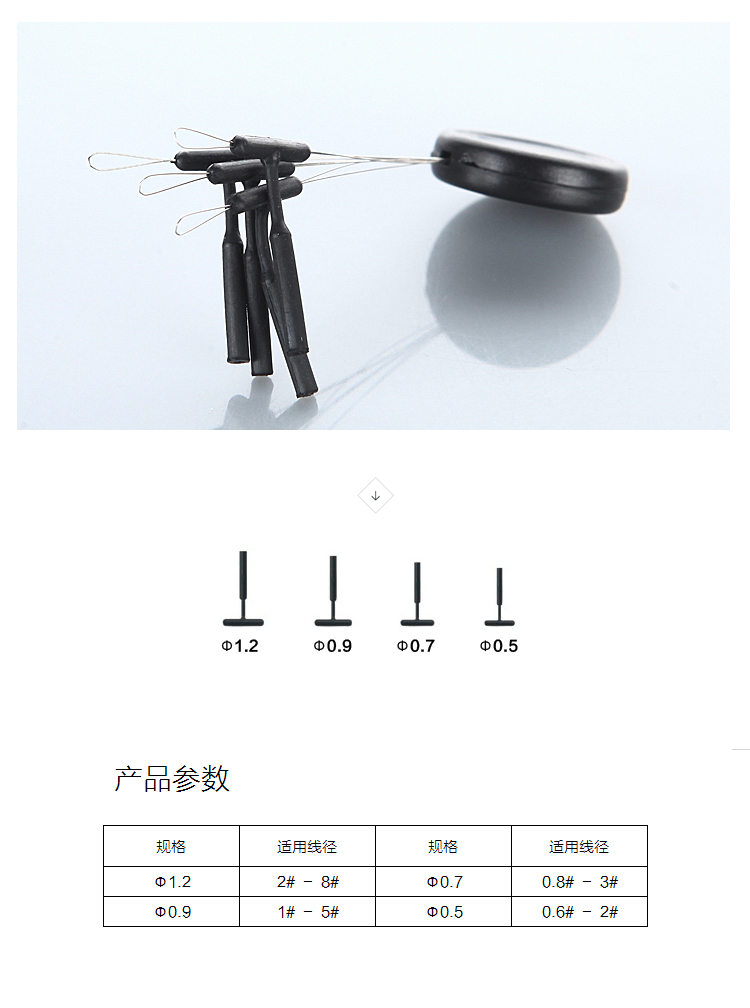 Φ1.2 Φ0.9 Φ0.7 Φ0.5
产品参数
规格 适用线径 规格 适用线径
Φ1.2 2# - 8# Φ0.7 0.8# - 3#
Φ0.9 1# - 5# Φ0.5 0.6# - 2#